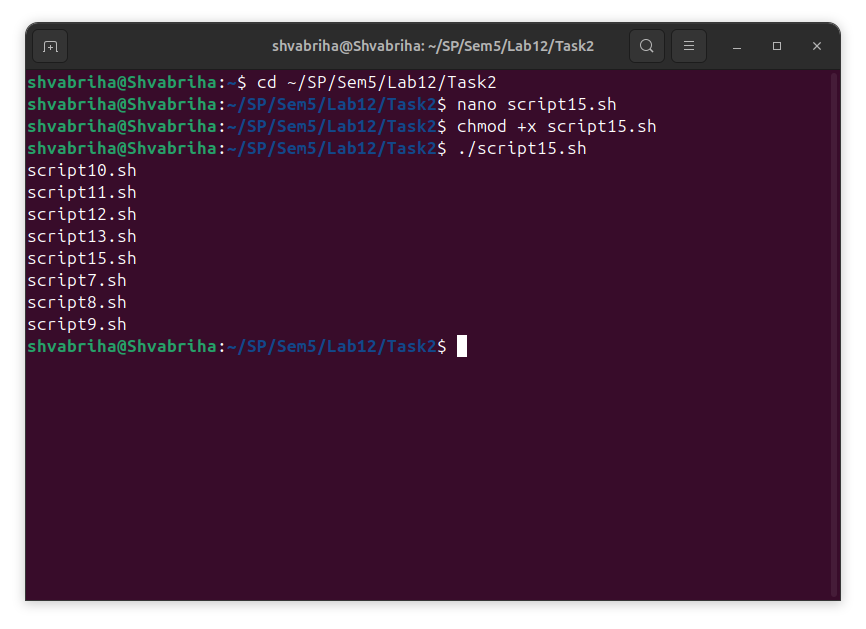 shvabriha@Shvabriha: ~/SP/Sem5/Lab12/Task2
shvabriha@Shvabriha:~$ cd ~/SP/Sem5/Lab12/Task2
shvabriha@Shvabriha:~/SP/Sem5/Lab12/Task2$ nano script15.sh
shvabriha@Shvabriha:~/SP/Sem5/Lab12/Task2$ chmod +x script15.sh
shvabriha@Shvabriha:~/SP/Sem5/Lab12/Task2$ ./script15.sh
script10.sh
script11.sh
script12.sh
script13.sh
script15.sh
script7.sh
script8.sh
script9.sh
shvabriha@Shvabriha:~/SP/Sem5/Lab12/Task2$